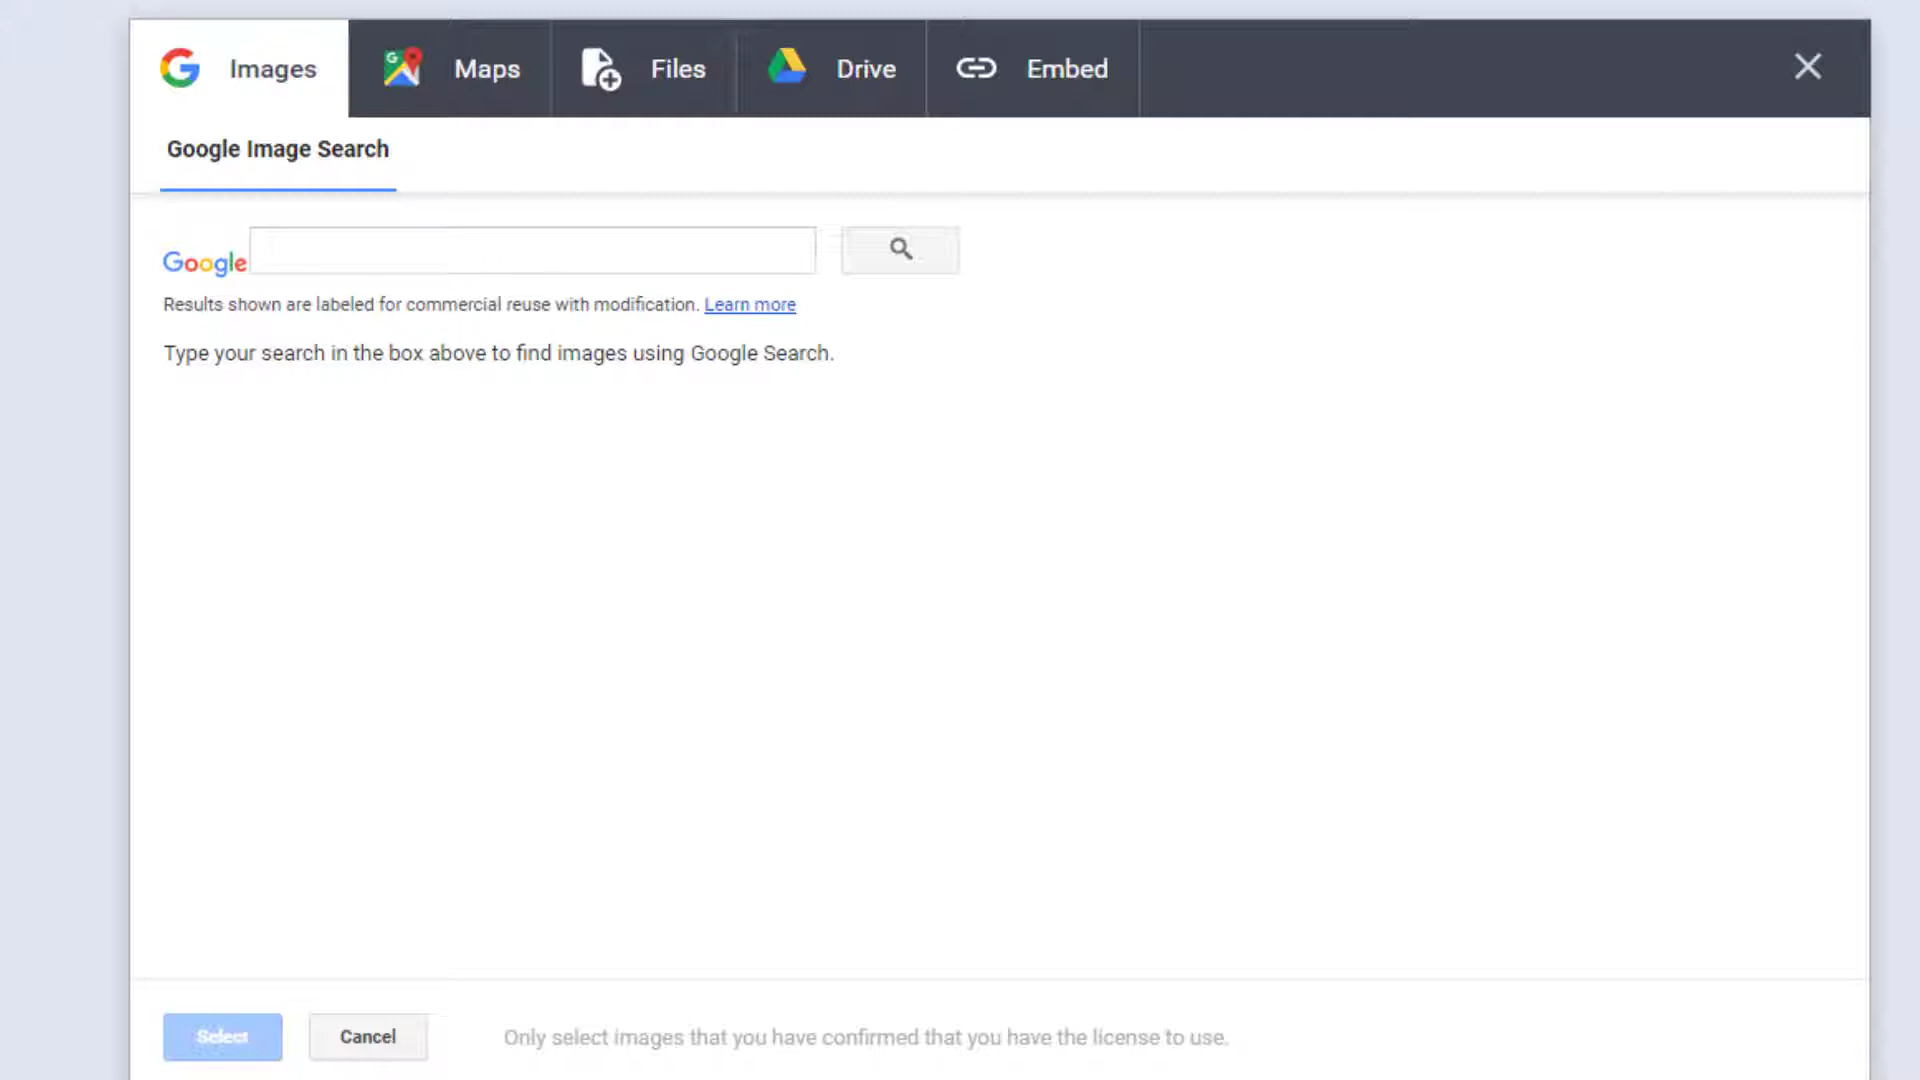 Images Maps Files Drive Embed
Google Image Search
Google
Results shown are labeled for commercial reuse with modification. Learn more
Type your search in the box above to find images using Google Search.
Select Cancel Only select images that you have confirmed that you have the license to use.